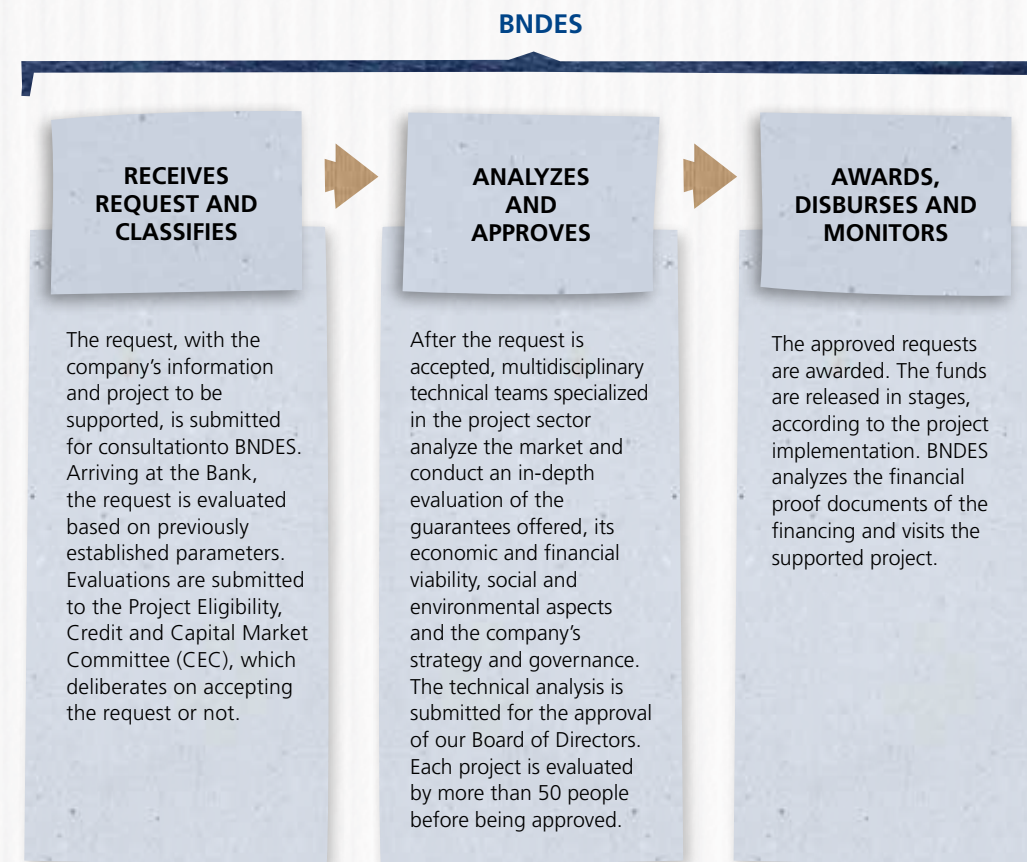 BNDES
RECEIVES
REQUEST AND
CLASSIFIES
The request, with the
company's information
and project to be
supported, is submitted
for consultationto BNDES.
Arriving at the Bank,
the request is evaluated
based on previously
established parameters.
Evaluations are submitted
to the Project Eligibility,
Credit and Capital Market
Committee (CEC), which
deliberates on accepting
the request or not.
ANALYZES
AND
APPROVES
After the request is
accepted, multidisciplinary
technical teams specialized
in the project sector
analyze the market and
conduct an in-depth
evaluation of the
guarantees offered, its
economic and financial
viability, social and
environmental aspects
and the company's
strategy and governance.
The technical analysis is
submitted for the approval
of our Board of Directors.
Each project is evaluated
by more than 50 people
before being approved.
AWARDS,
DISBURSES AND
MONITORS
The approved requests
are awarded. The funds
are released in stages,
according to the project
implementation. BNDES
analyzes the financial
proof documents of the
financing and visits the
supported project.